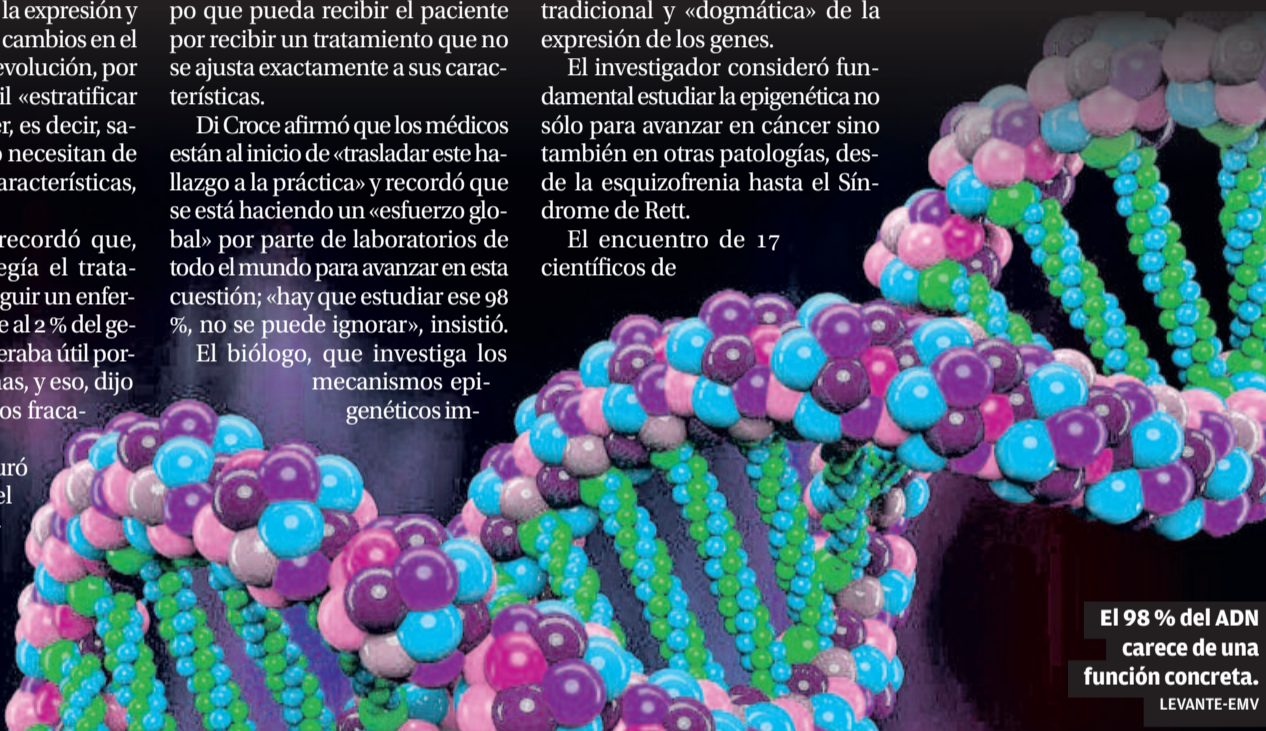 la expresión y
cambios en el
evolución, por
il «estratificar
er, es decir, sa-
o necesitan de
aracterísticas,
recordó que,
egía el trata-
guir un enfer-
e al 2 % del ge-
eraba útil por-
nas, y eso, dijo
os fraca-
uró
el
po que pueda recibir el paciente
por recibir un tratamiento que no
se ajusta exactamente a sus carac-
terísticas.
Di Croce afirmó que los médicos
están al inicio de «trasladar este ha-
llazgo a la práctica» y recordó que
se está haciendo un «esfuerzo glo-
bal» por parte de laboratorios de
todo el mundo para avanzar en esta
cuestión; «hay que estudiar ese 98
%, no se puede ignorar», insistió.
El biólogo, que investiga los
mecanismos epi-
genéticos im-
tradicional y «dogmática» de la
expresión de los genes.
El investigador consideró fun-
damental estudiar la epigenética no
sólo para avanzar en cáncer sino
también en otras patologías, des-
de la esquizofrenia hasta el Sín-
drome de Rett.
El encuentro de 17
científicos de
El 98 % del ADN
carece de una
función concreta.
LEVANTE-EMV